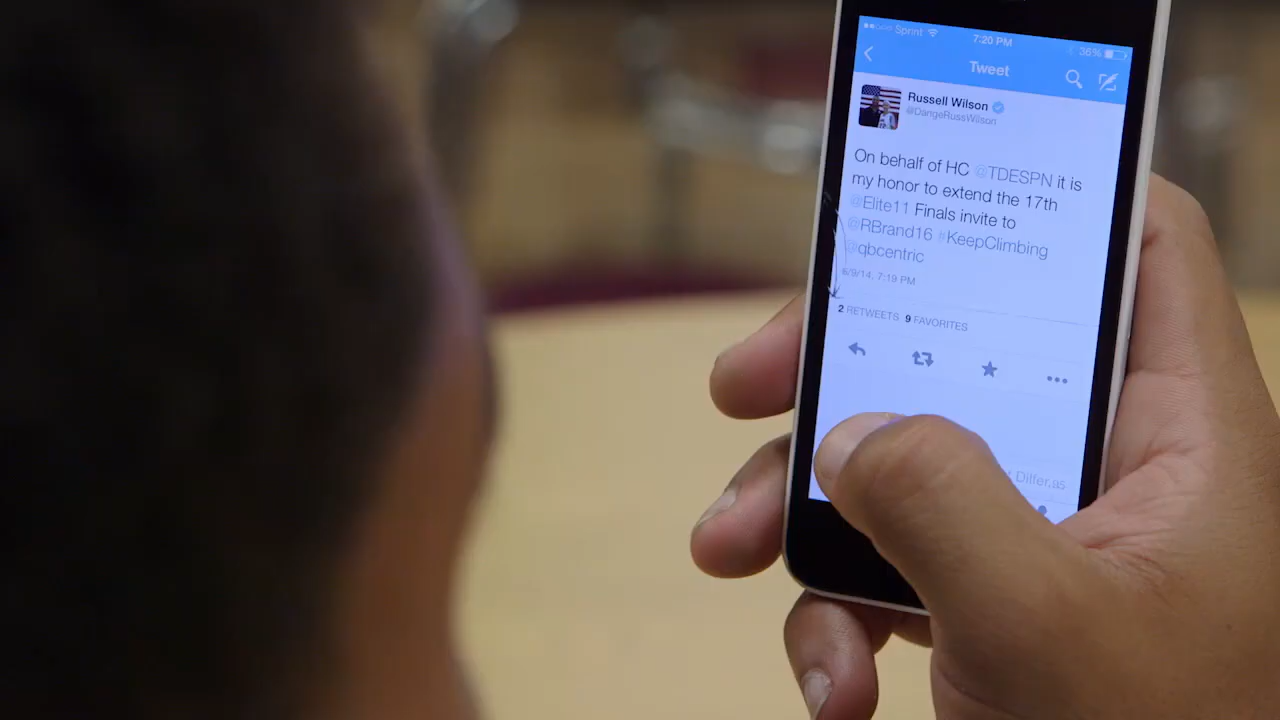 Sprint 7:20 PM 36%
Tweet
Russell Wilson
@DangeRussWilson
On behalf of HC @TDESPN it is
my honor to extend the 17th
@Elite11 Finals invite to
@RBrand16 #KeepClimbing
@qbcentric
6/9/14, 7:19 PM
2 RETWEETS 9 FAVORITES
Dilfer,as